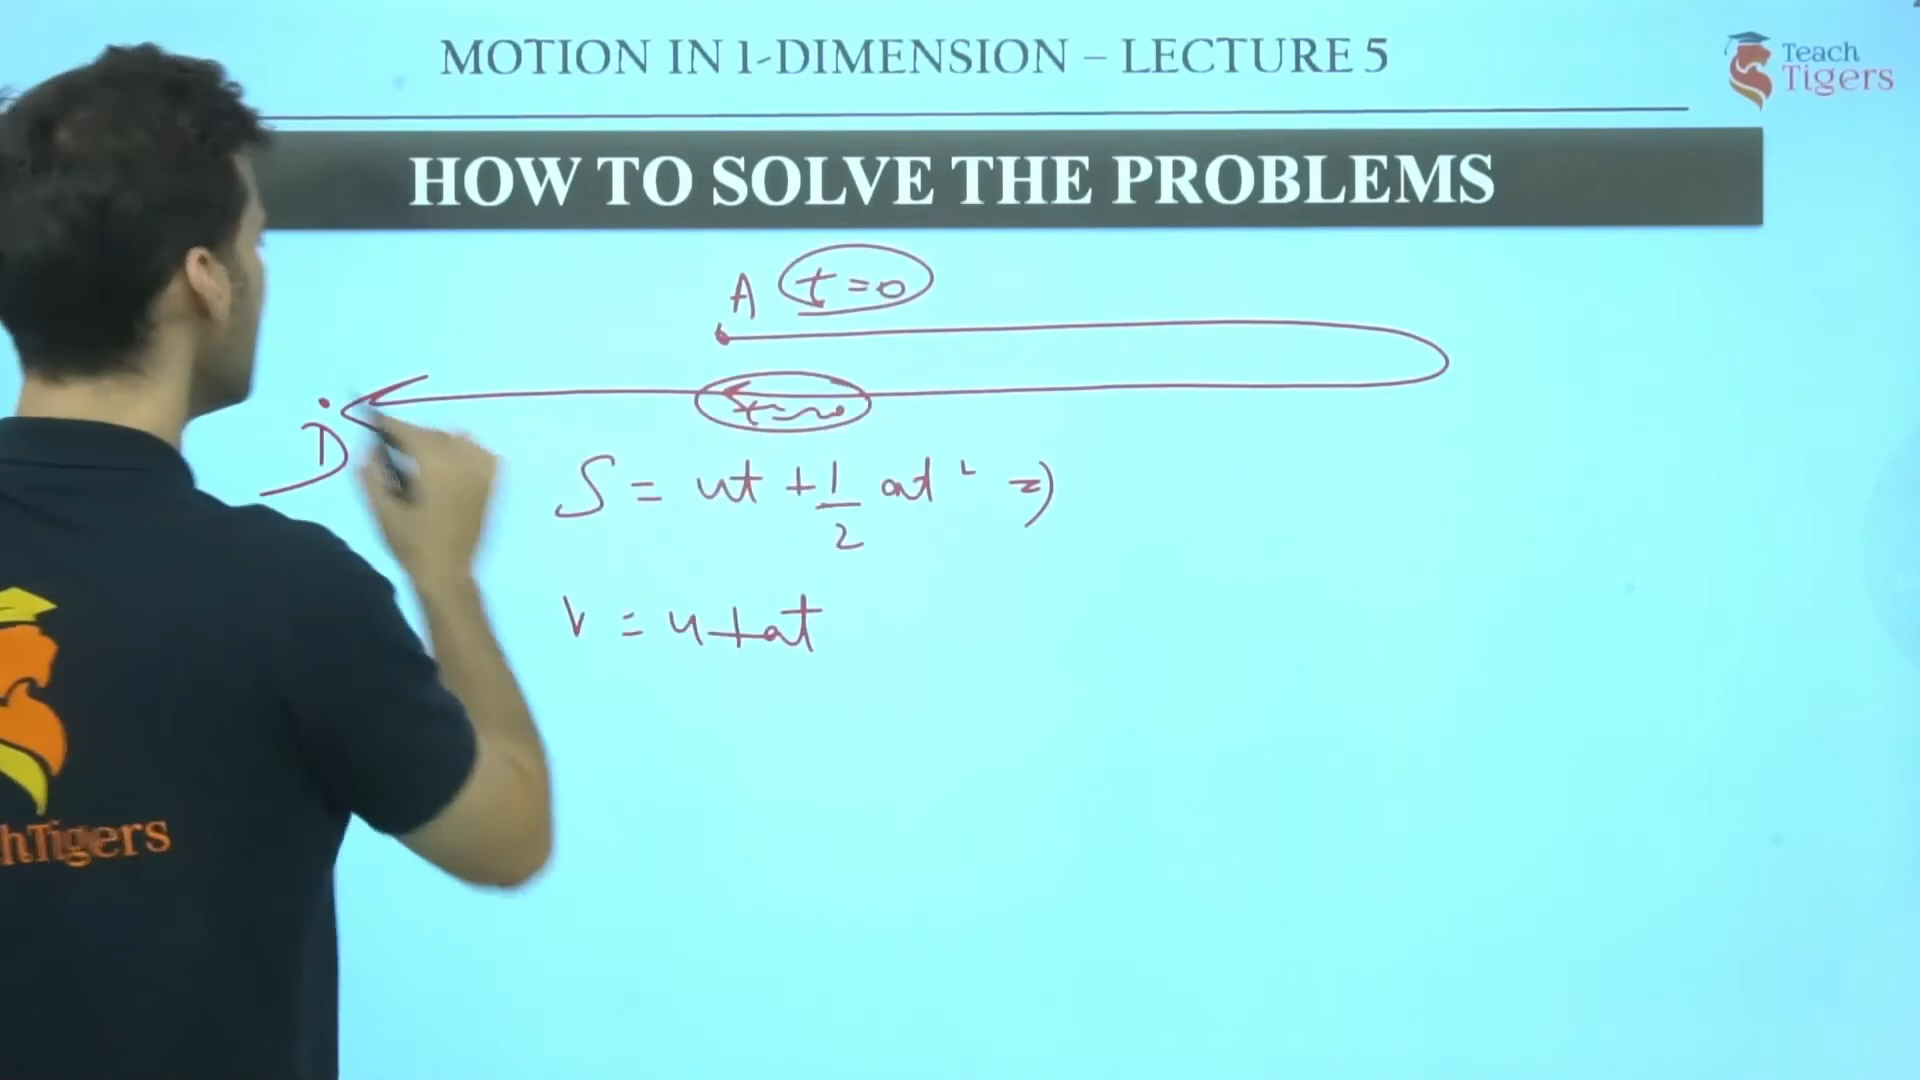 MOTION IN 1-DIMENSION – LECTURE 5
Teach
Tigers
HOW TO SOLVE THE PROBLEMS
A t=0
D
S = ut + 1/2 at² ⇒
v = u+at
hTigers